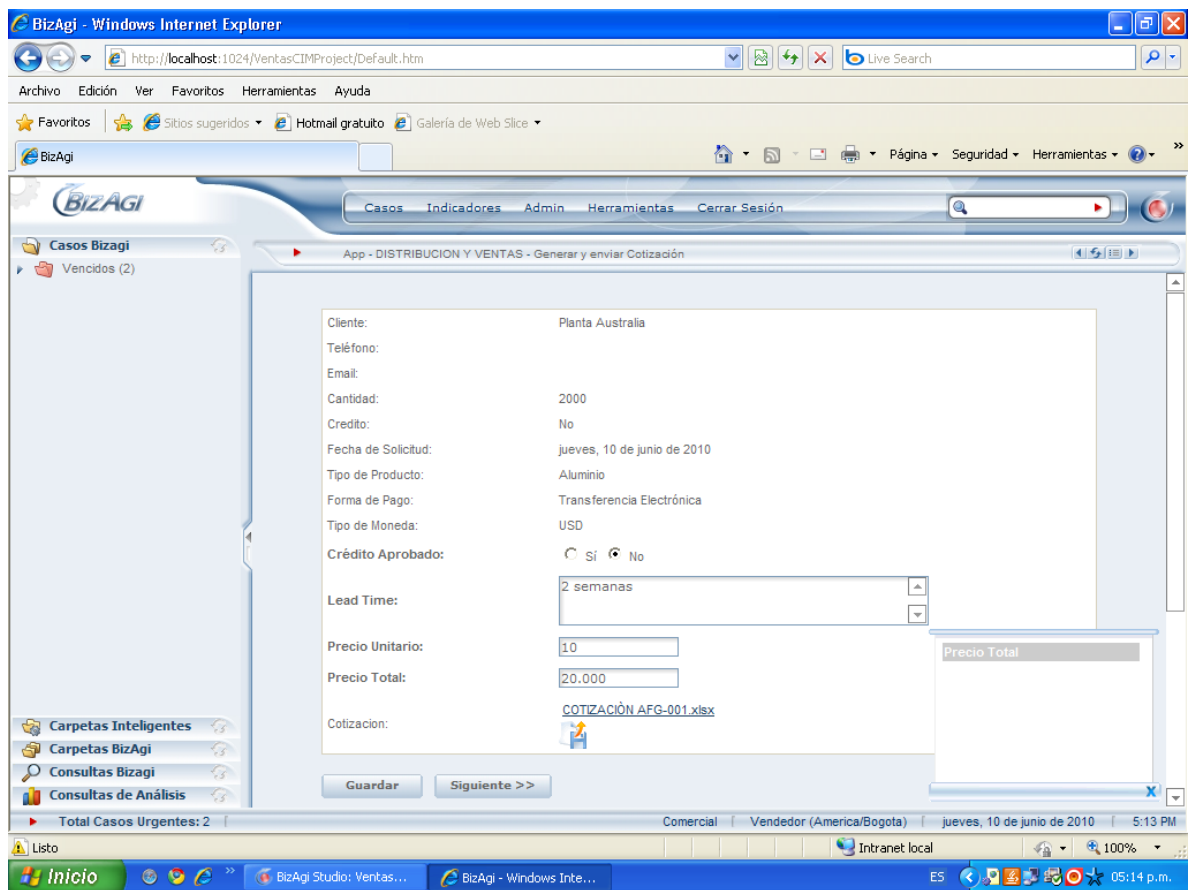 BizAgi - Windows Internet Explorer
http://localhost:1024/VentasCIMProject/Default.htm
Live Search
Archivo Edición Ver Favoritos Herramientas Ayuda
Favoritos Sitios sugeridos Hotmail gratuito Galería de Web Slice
BizAgi Página Seguridad Herramientas »
BIZAGI
Casos Indicadores Admin Herramientas Cerrar Sesión
Casos Bizagi
App - DISTRIBUCION Y VENTAS - Generar y enviar Cotización
Vencidos (2)
Cliente: Planta Australia
Teléfono:
Email:
Cantidad: 2000
Credito: No
Fecha de Solicitud: jueves, 10 de junio de 2010
Tipo de Producto: Aluminio
Forma de Pago: Transferencia Electrónica
Tipo de Moneda: USD
Crédito Aprobado: Sí No
Lead Time: 2 semanas
Precio Unitario: 10
Precio Total
Precio Total: 20.000
Cotizacion: COTIZACIÒN AFG-001.xlsx
Carpetas Inteligentes
Carpetas BizAgi
Consultas Bizagi
Consultas de Análisis
Guardar Siguiente >>
X
Total Casos Urgentes: 2 Comercial Vendedor (America/Bogota) jueves, 10 de junio de 2010 5:13 PM
Listo Intranet local 100%
Inicio » BizAgi Studio: Ventas... BizAgi - Windows Inte... ES 05:14 p.m.